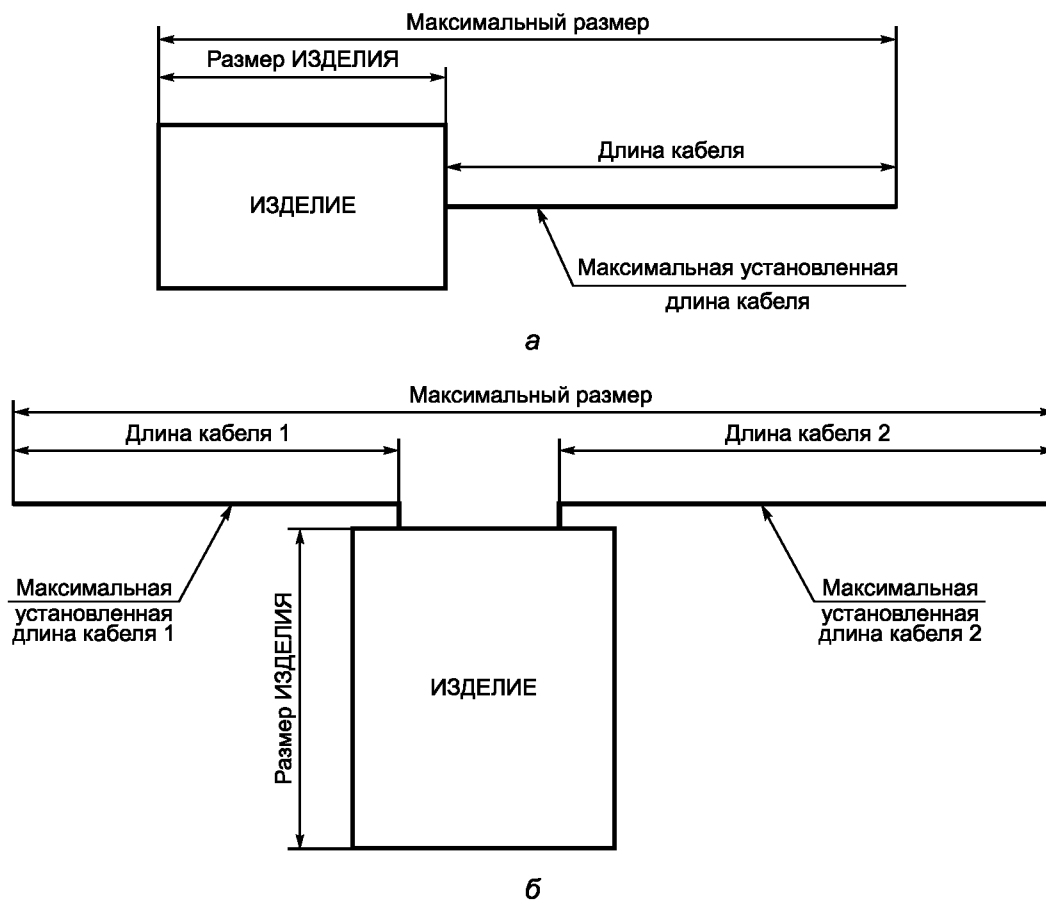 Максимальный размер
Размер ИЗДЕЛИЯ
Длина кабеля
ИЗДЕЛИЕ
Максимальная установленная
длина кабеля
а
Максимальный размер
Длина кабеля 1
Длина кабеля 2
Максимальная
установленная
длина кабеля 1
Максимальная
установленная
длина кабеля 2
Размер ИЗДЕЛИЯ
ИЗДЕЛИЕ
б